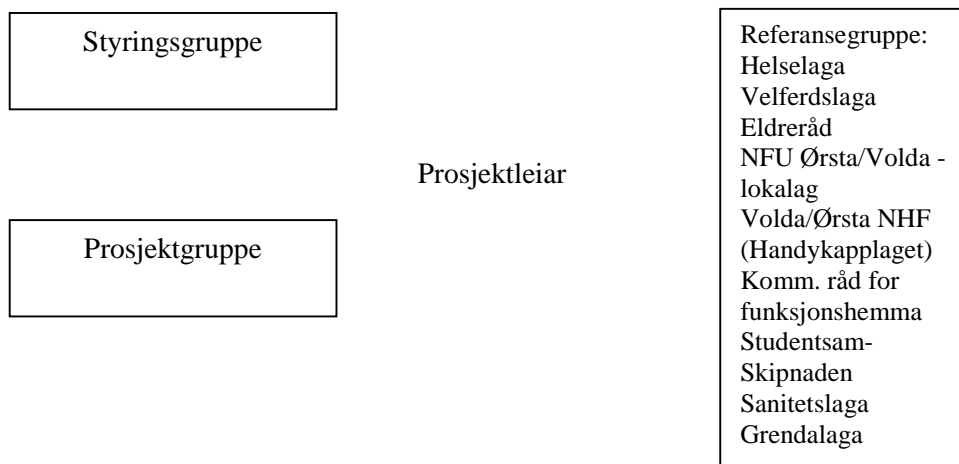 Styringsgruppe
Prosjektleiar
Prosjektgruppe
Referansegruppe:
Helselaga
Velferdslaga
Eldreråd
NFU Ørsta/Volda -
lokalag
Volda/Ørsta NHF
(Handykapplaget)
Komm. råd for
funksjonshemma
Studentsam-
Skipnaden
Sanitetslaga
Grendalaga